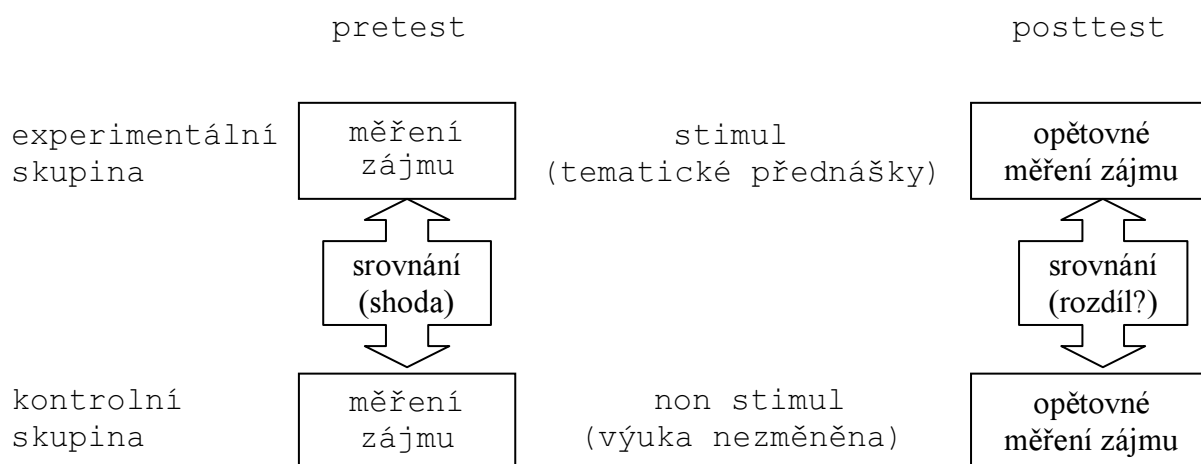 pretest posttest
experimentální
skupina
měření
zájmu
stimul
(tematické přednášky)
opětovné
měření zájmu
srovnání
(shoda)
srovnání
(rozdíl?)
kontrolní
skupina
měření
zájmu
non stimul
(výuka nezměněna)
opětovné
měření zájmu